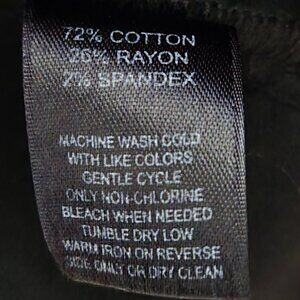 72% COTTON
26% RAYON
2% SPANDEX
MACHINE WASH COLD
WITH LIKE COLORS
GENTLE CYCLE
ONLY NON-CHLORINE
BLEACH WHEN NEEDED
TUMBLE DRY LOW
WARM IRON ON REVERSE
SIDE ONLY OR DRY CLEAN